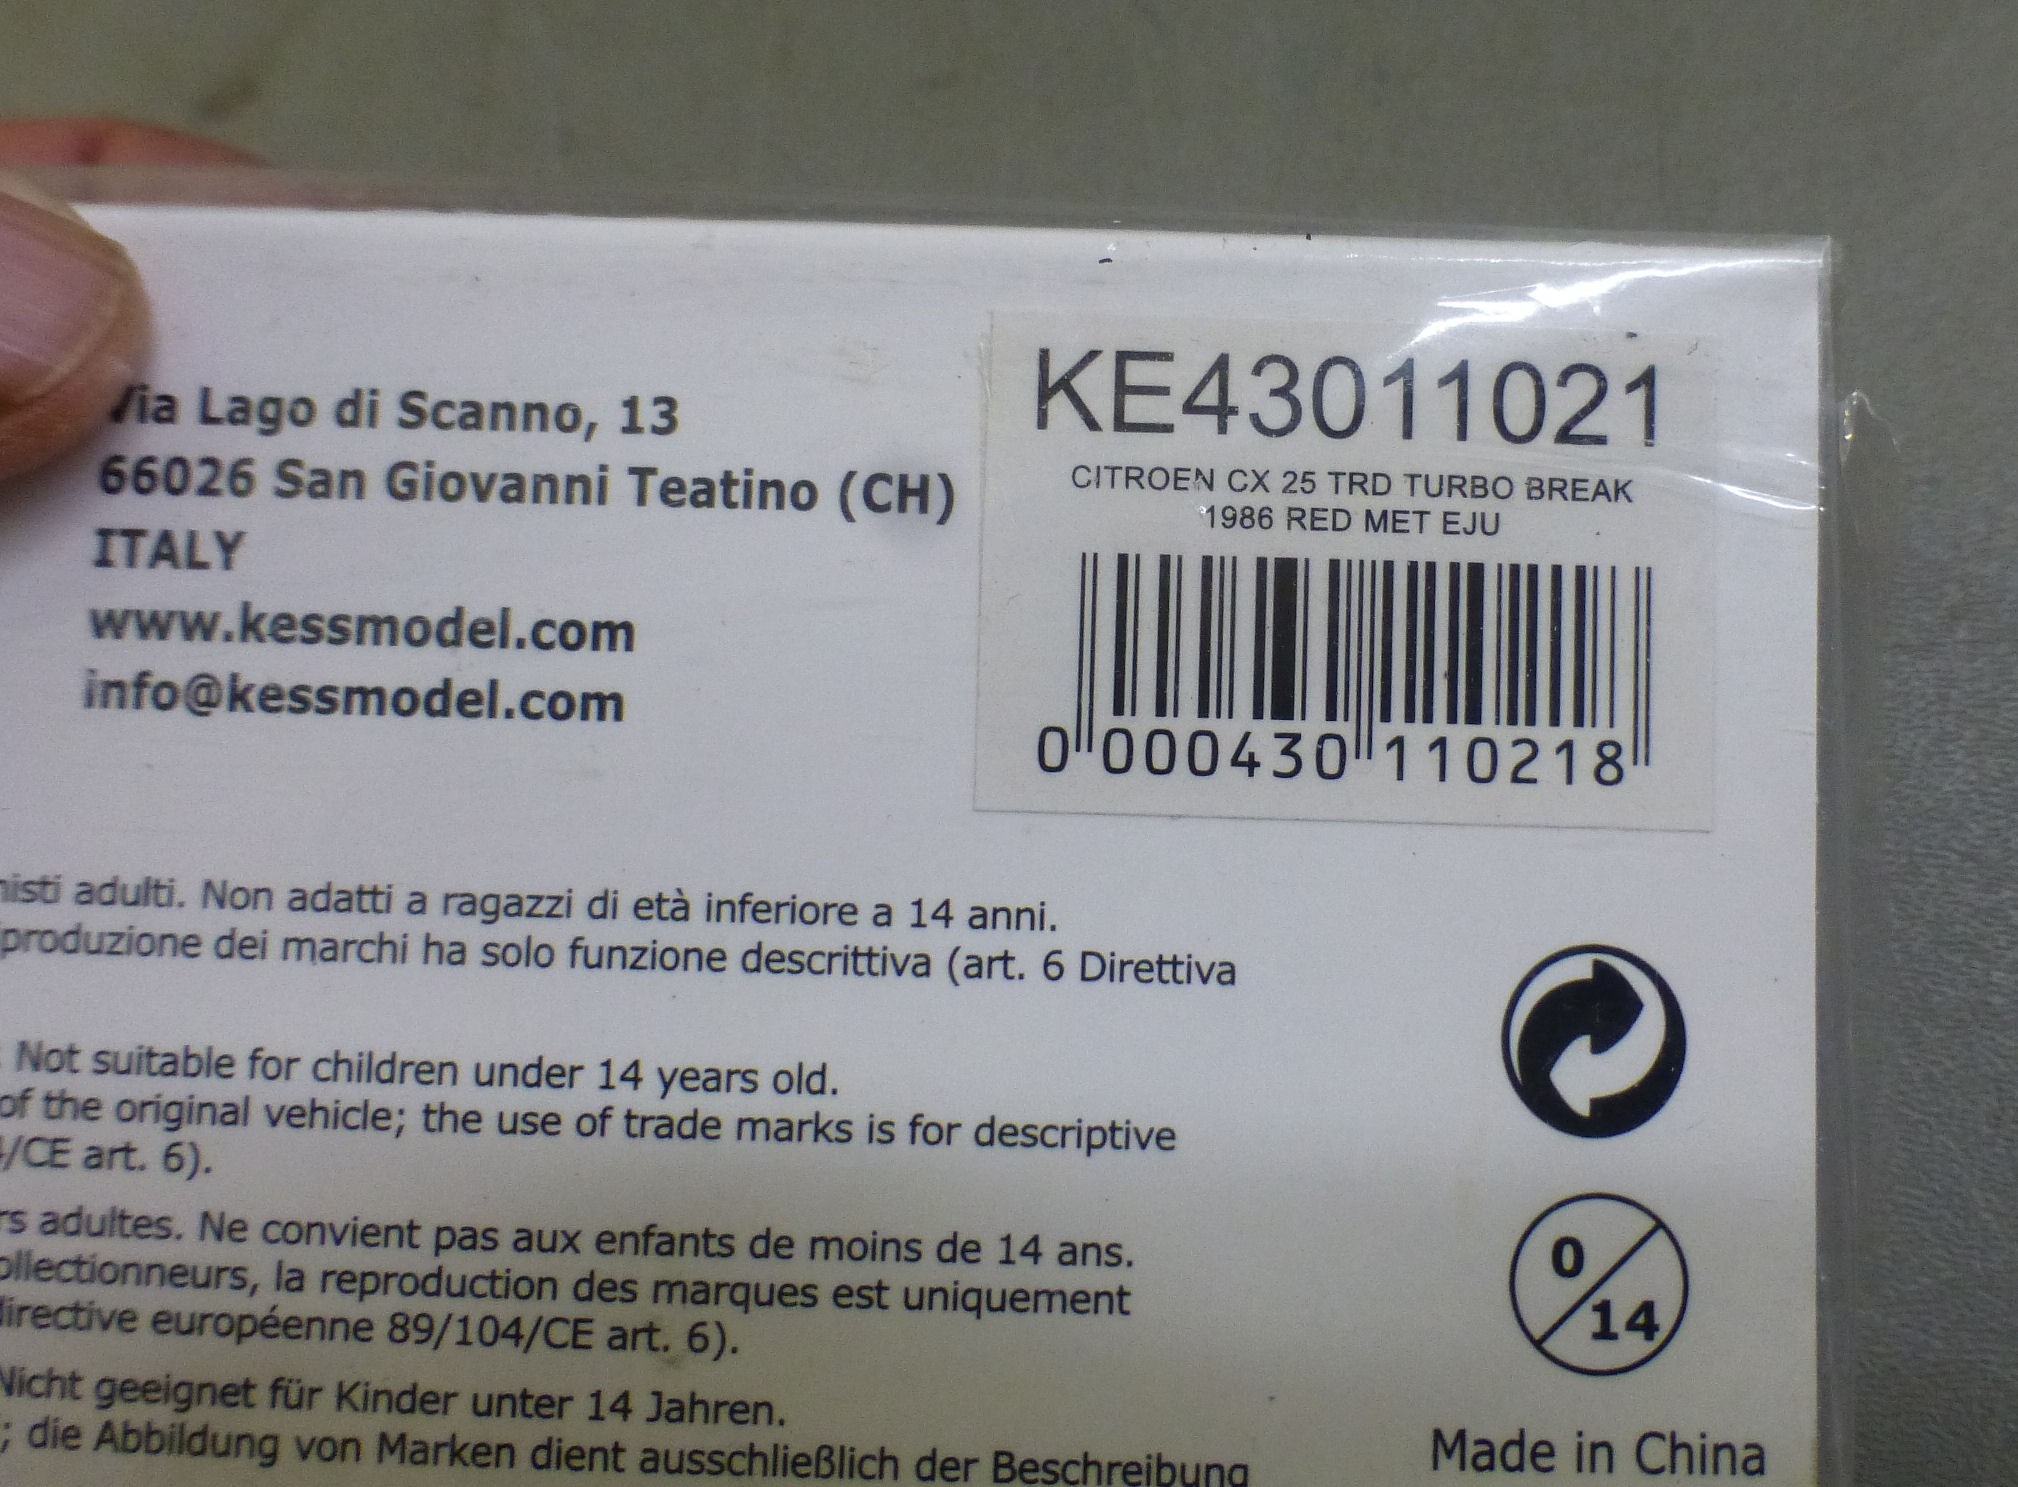 Via Lago di Scanno, 13
66026 San Giovanni Teatino (CH)
ITALY
www.kessmodel.com
info@kessmodel.com
KE43011021
CITROEN CX 25 TRD TURBO BREAK
1986 RED MET EJU
0 000430 110218
adulti. Non adatti a ragazzi di età inferiore a 14 anni.
dei marchi ha solo funzione descrittiva (art. 6 Direttiva
Not suitable for children under 14 years old.
of the original vehicle; the use of trade marks is for descriptive
/CE art. 6).
adultes. Ne convient pas aux enfants de moins de 14 ans.
la reproduction des marques est uniquement
directive européenne 89/104/CE art. 6).
Nicht geeignet für Kinder unter 14 Jahren.
; die Abbildung von Marken dient ausschließlich der Beschreibung
0
14
Made in China